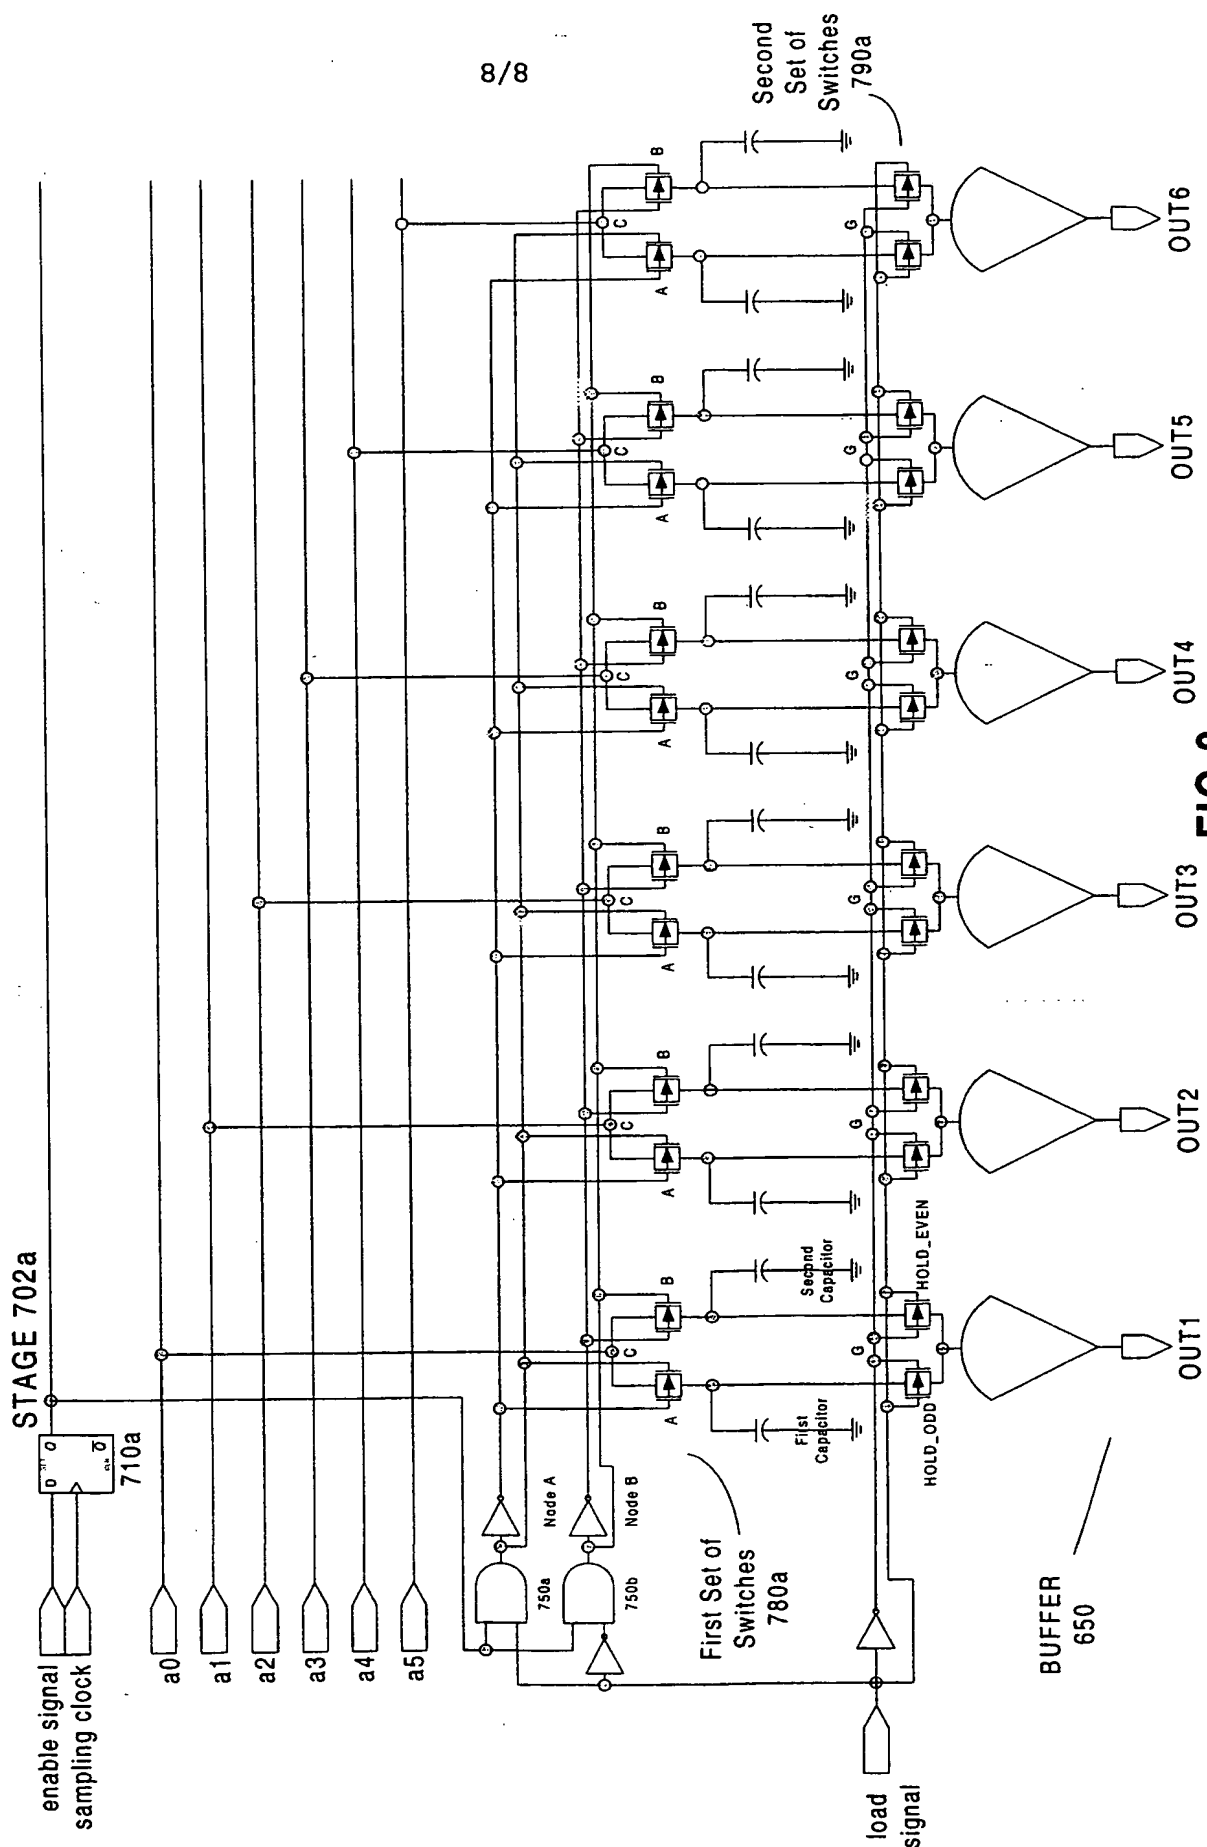 8/8
STAGE 702a
enable signal
sampling clock
D
Q
Q
710a
a0
a1
a2
a3
a4
a5
750a
750b
Node A
Node B
First Set of
Switches
780a
Second
Set of
Switches
790a
A
C
B
A
C
B
A
C
B
A
C
B
A
C
B
A
C
B
First
Capacitor
Second
Capacitor
HOLD_ODD
G
HOLD_EVEN
G
G
G
G
G
load
signal
BUFFER
650
OUT1
OUT2
OUT3
OUT4
OUT5
OUT6